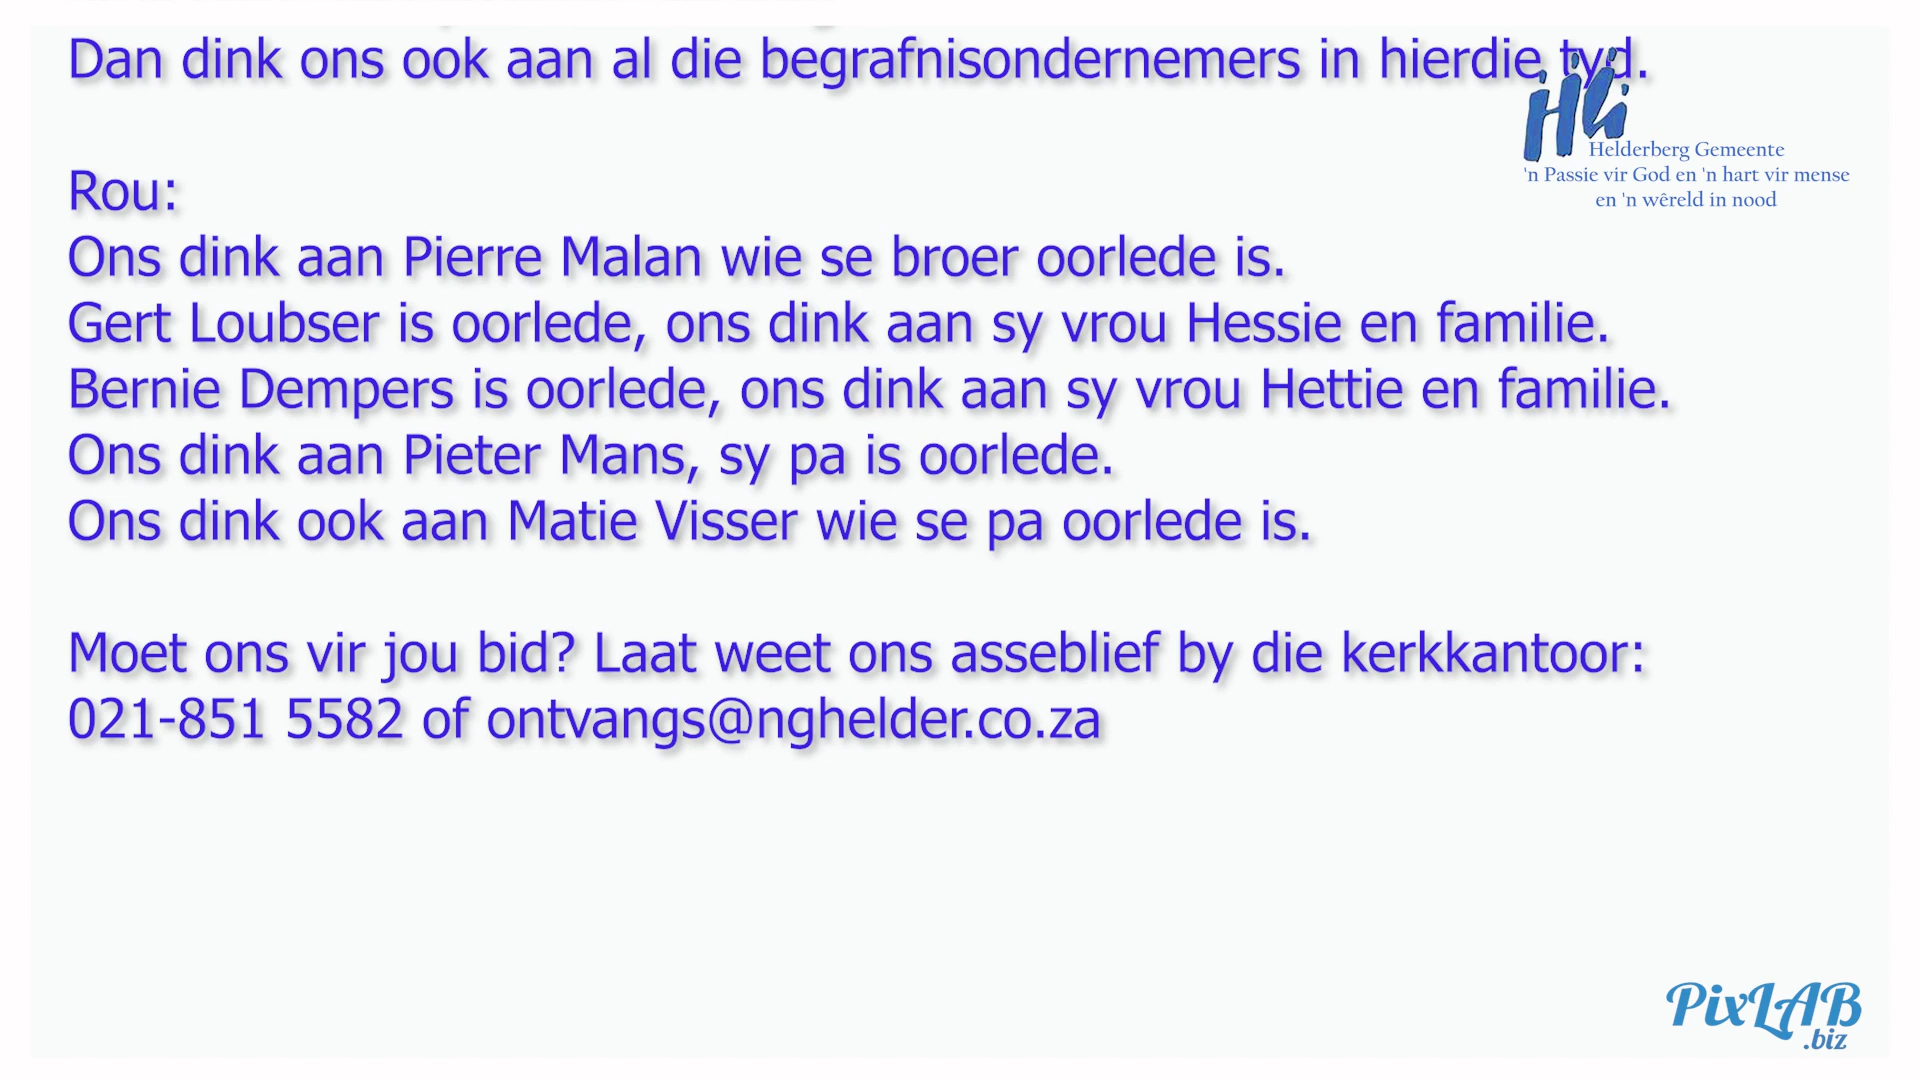 Dan dink ons ook aan al die begrafnisondernemers in hierdie tyd.
Hli
Helderberg Gemeente
'n Passie vir God en 'n hart vir mense
en 'n wêreld in nood
Rou:
Ons dink aan Pierre Malan wie se broer oorlede is.
Gert Loubser is oorlede, ons dink aan sy vrou Hessie en familie.
Bernie Dempers is oorlede, ons dink aan sy vrou Hettie en familie.
Ons dink aan Pieter Mans, sy pa is oorlede.
Ons dink ook aan Matie Visser wie se pa oorlede is.
Moet ons vir jou bid? Laat weet ons asseblief by die kerkkantoor:
021-851 5582 of ontvangs@nghelder.co.za
PixLAB
.biz